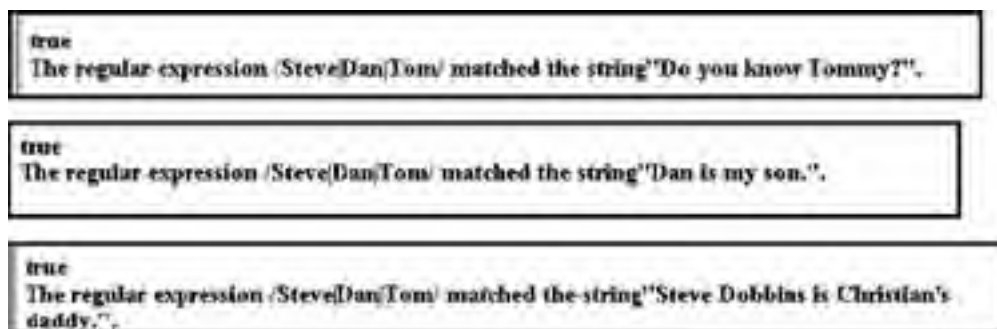 true
The regular expression /Steve|Dan|Tom/ matched the string"Do you know Tommy?".
true
The regular expression /Steve|Dan|Tom/ matched the string"Dan is my son.".
true
The regular expression /Steve|Dan|Tom/ matched the string"Steve Dobbins is Christian's
daddy.".